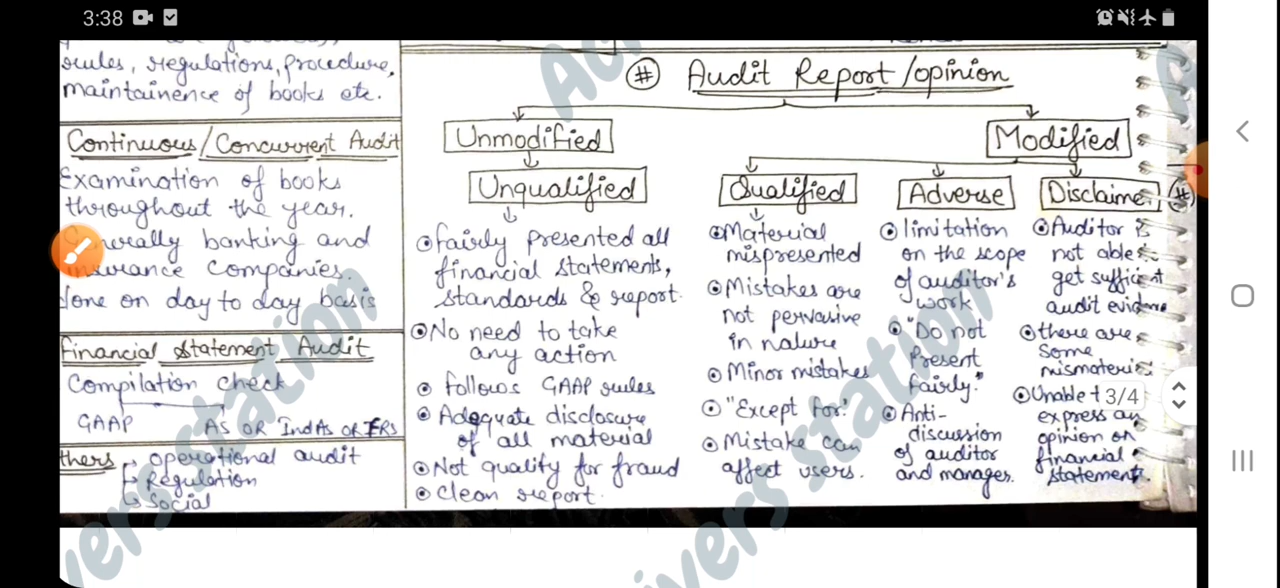 3:38
rules, regulations, procedure,
maintainence of books etc.
Continuous/Concurrent Audit
Examination of books
throughout the year.
banking and
companies.
done on day to day basis
Financial Statement Audit
Compilation check
GAAP AS OR IndAS OR IFRS
Operational audit
Regulation
Social
# Audit Report/opinion
Unmodified
Unqualified
Fairly presented all
financial statements,
standards & report.
No need to take
any action
Follows GAAP rules
Adequate disclosure
of all material
Not quality for fraud
Clean report.
Modified
Qualified
Material
mispresented
Mistakes are
not pervasive
in nature
Minor mistakes
"Except for"
Mistake can
affect users.
Adverse
limitation
on the scope
of auditor's
work
"Do not
Present
fairly."
Anti-
discussion
of auditor
and manager.
Disclaimer
#
Auditor is
not able
get sufficient
audit evidence
there are
some
Unable t
express any
opinion on
financial
statement.
3/4
station